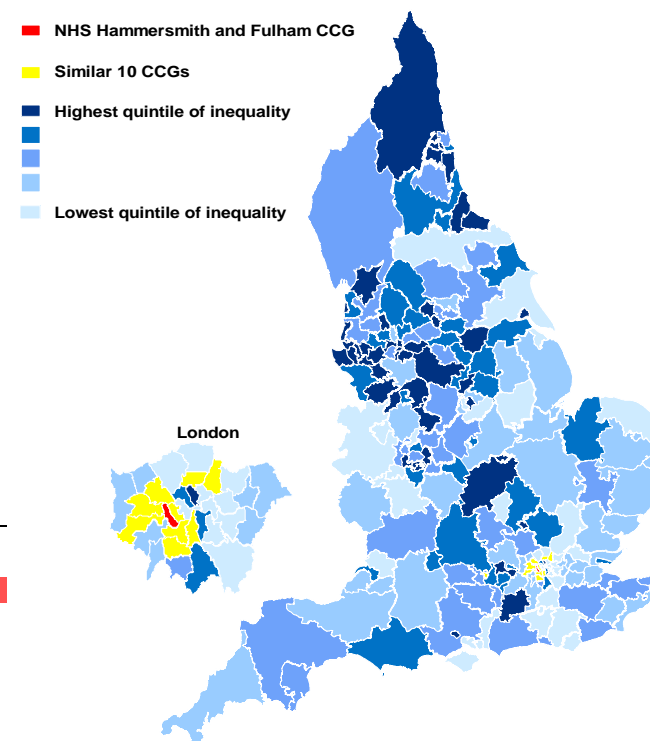 NHS Hammersmith and Fulham CCG
Similar 10 CCGs
Highest quintile of inequality
Lowest quintile of inequality
London